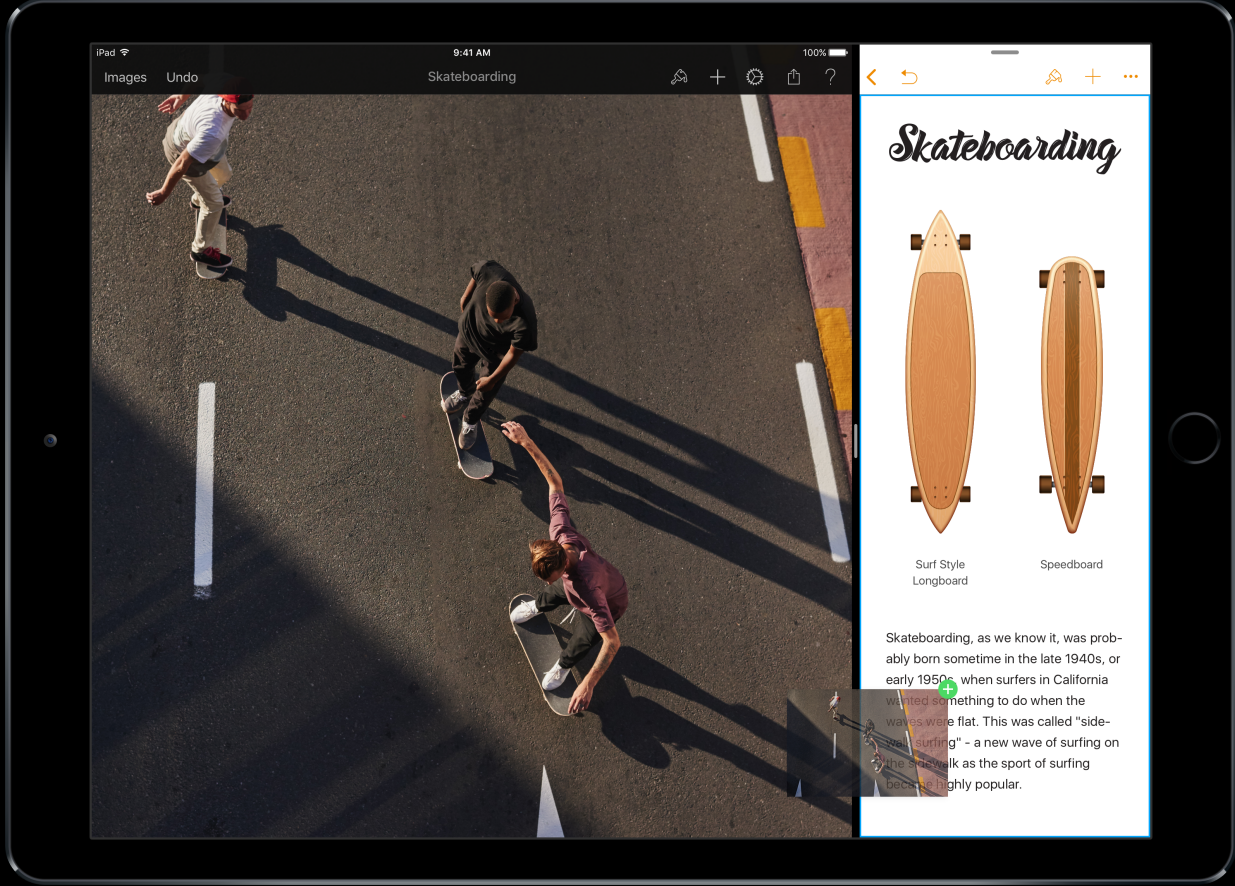 iPad
9:41 AM
100%
Images
Undo
Skateboarding
?
Skateboarding
Surf Style
Longboard
Speedboard
Skateboarding, as we know it, was prob-
ably born sometime in the late 1940s, or
early 1950s, when surfers in California
wanted something to do when the
waves were flat. This was called "side-
walk surfing" - a new wave of surfing on
the sidewalk as the sport of surfing
became highly popular.